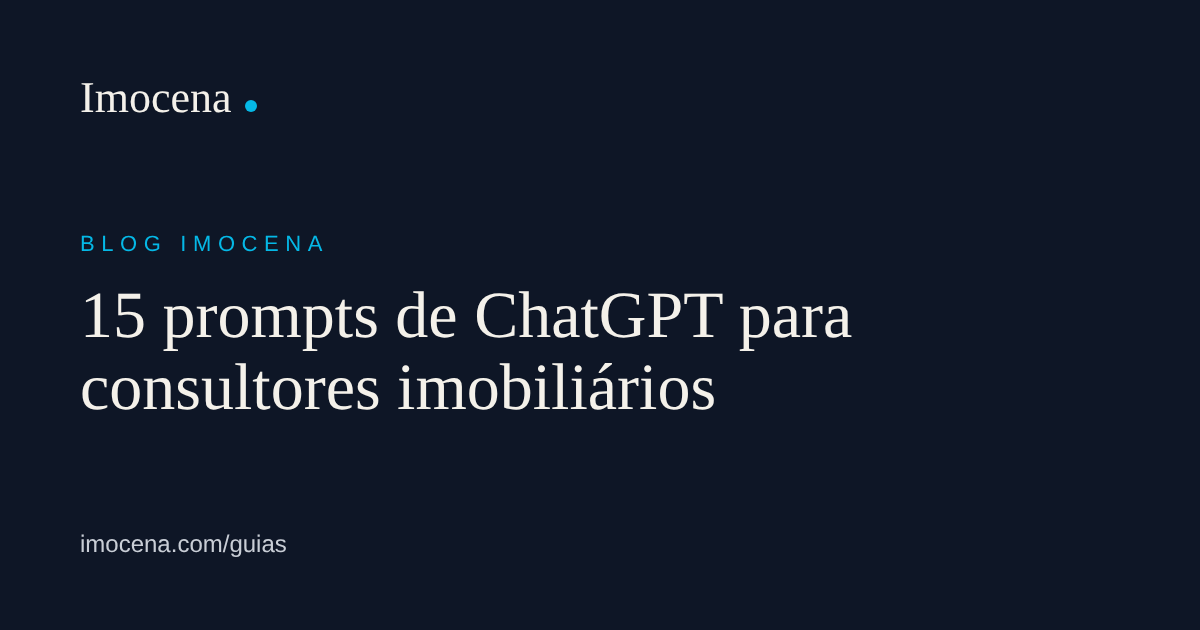 Imocena
BLOG IMOCENA
15 prompts de ChatGPT para
consultores imobiliários
imocena.com/guias